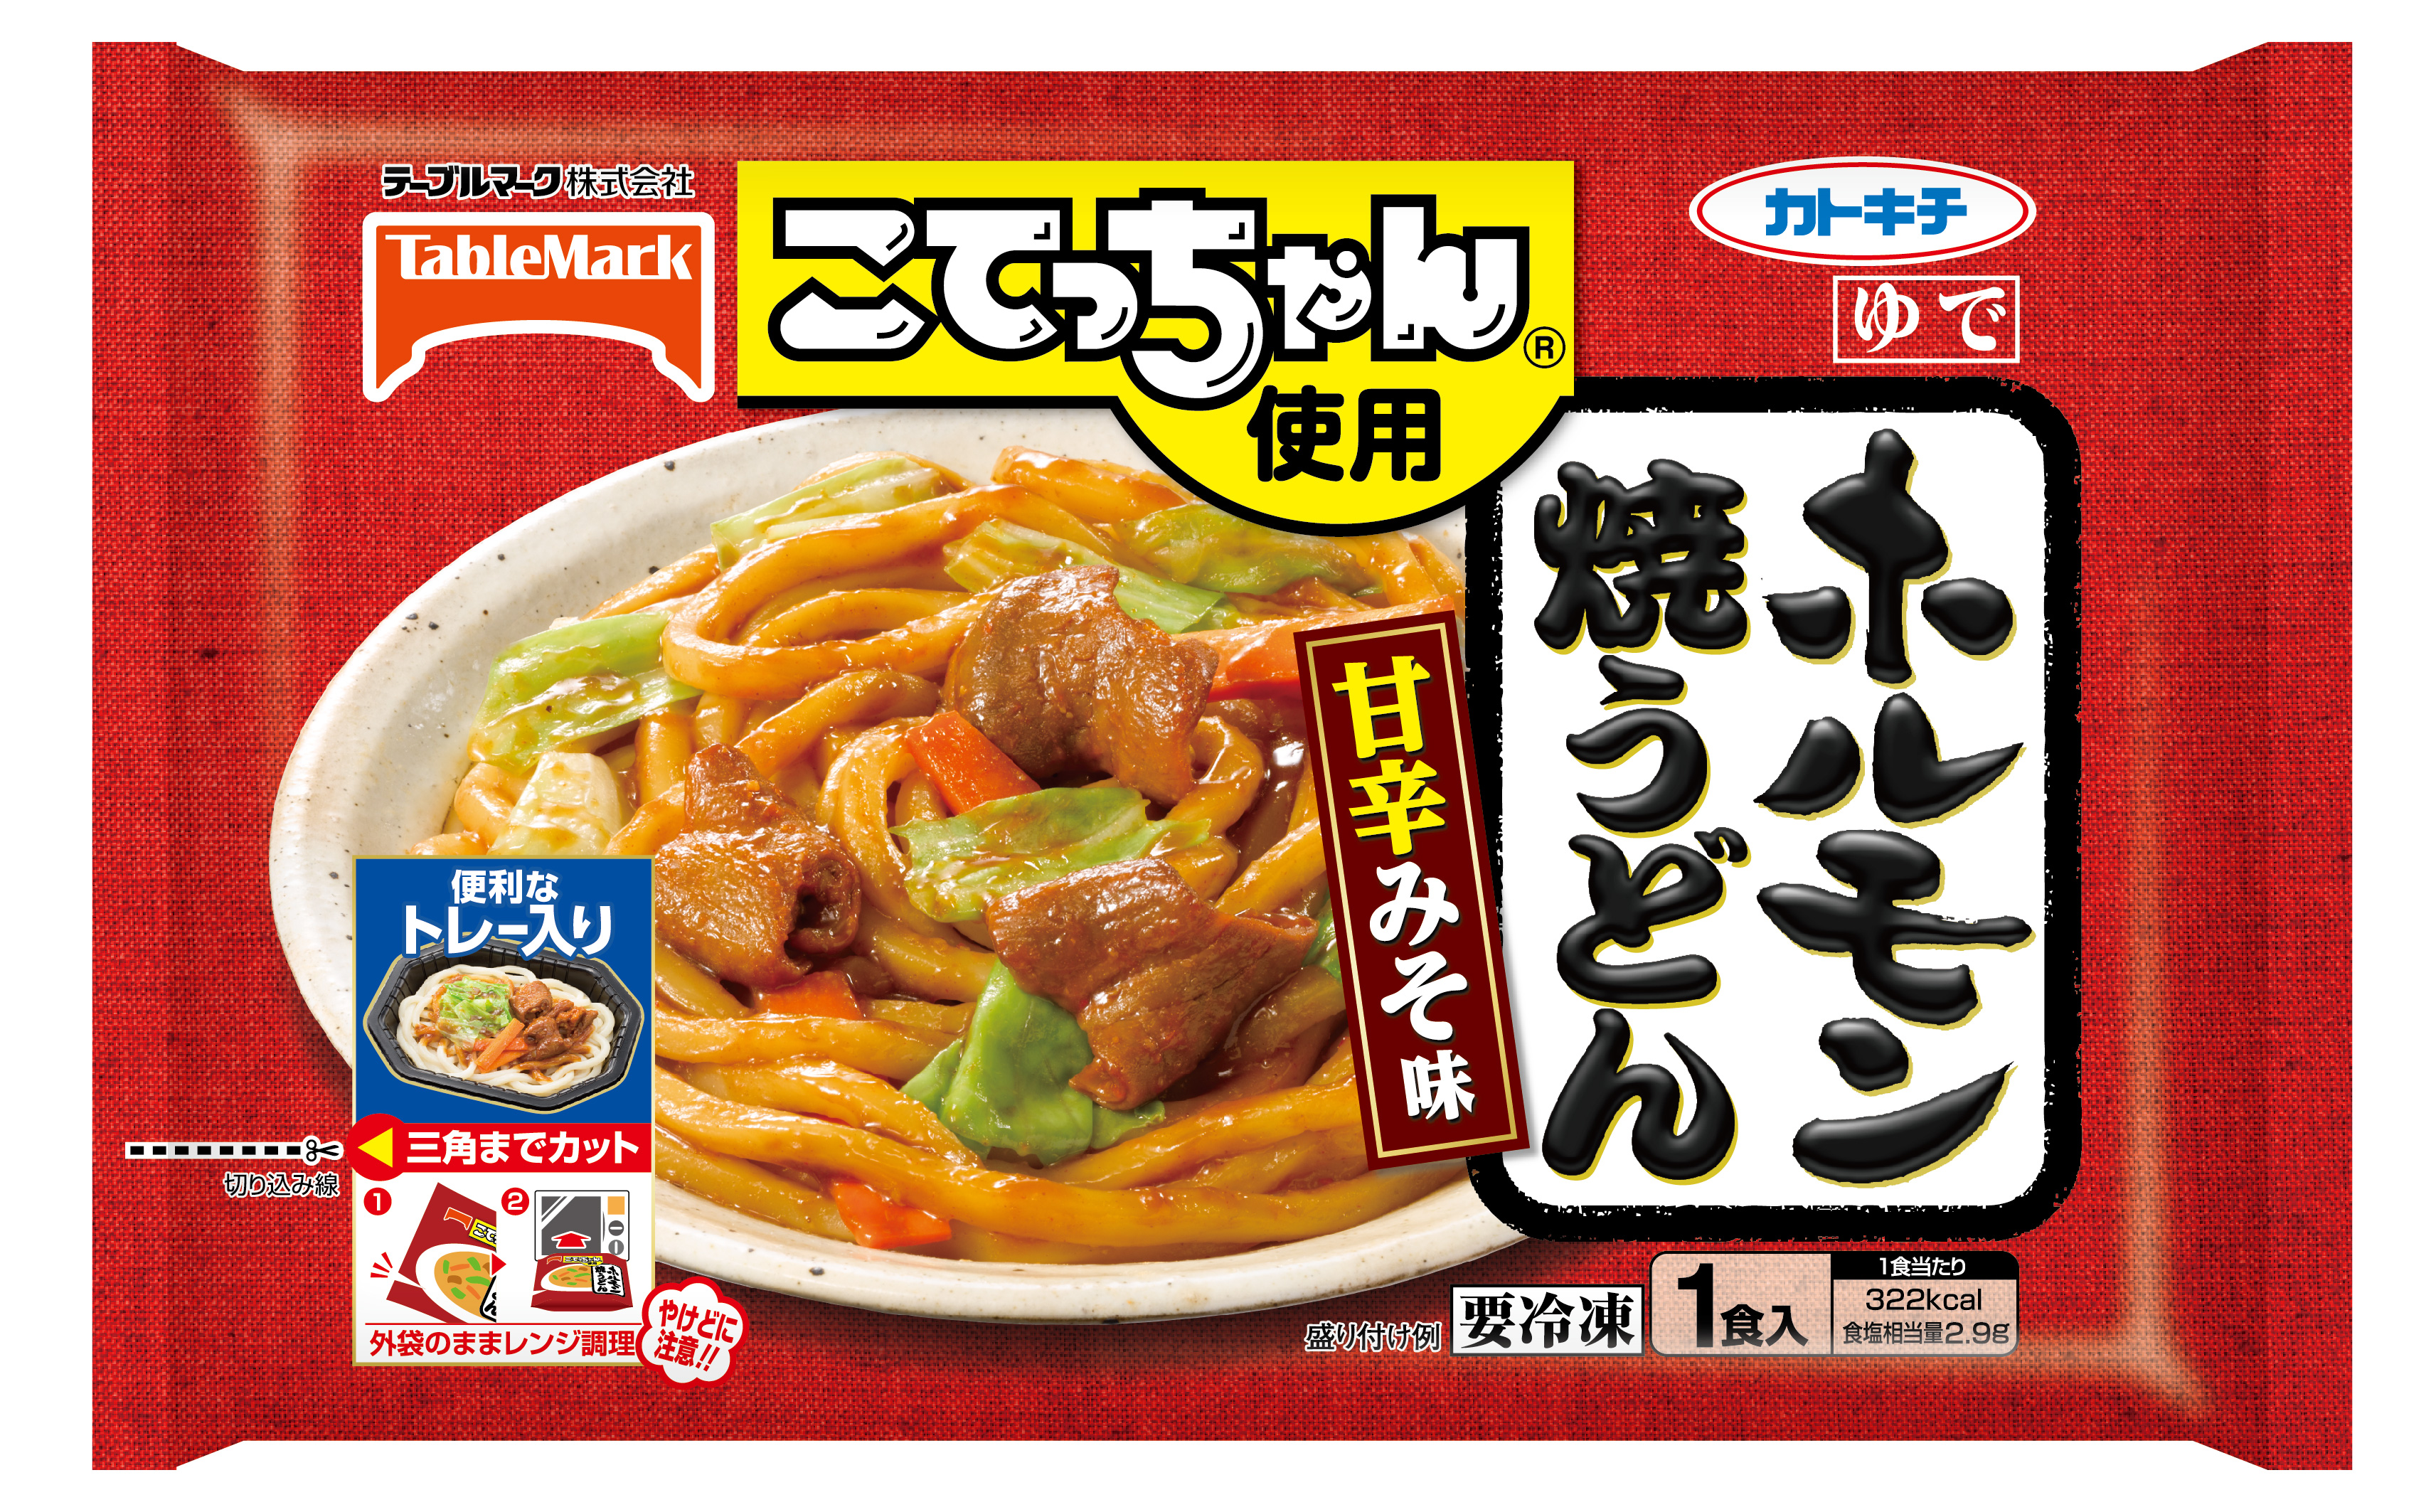 テーブルマーク株式会社
TableMark
こてっちゃん®
使用
カトキチ
ゆで
ホルモン
焼うどん
甘辛みそ味
便利な
トレー入り
三角までカット
切り込み線
1
2
外袋のままレンジ調理
やけどに
注意!!
盛り付け例
要冷凍
1食入
1食当たり
322kcal
食塩相当量2.9g